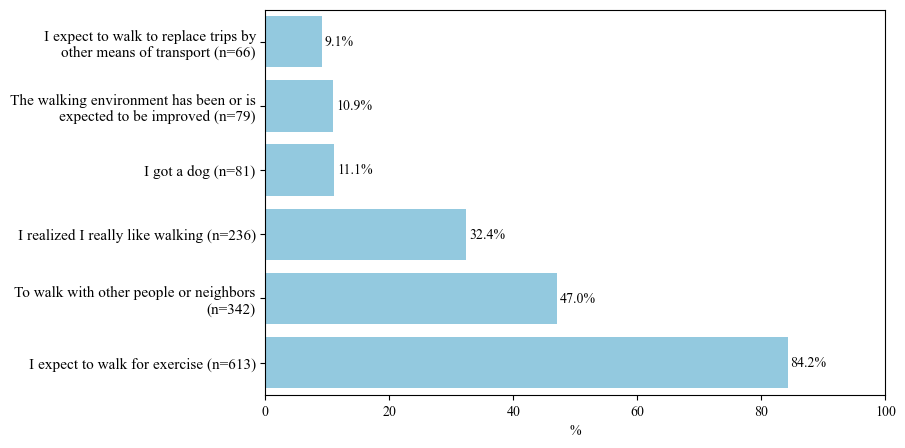 I expect to walk to replace trips by
other means of transport (n=66)
9.1%
The walking environment has been or is
expected to be improved (n=79)
10.9%
I got a dog (n=81)
11.1%
I realized I really like walking (n=236)
32.4%
To walk with other people or neighbors
(n=342)
47.0%
I expect to walk for exercise (n=613)
84.2%
0 20 40 60 80 100
%